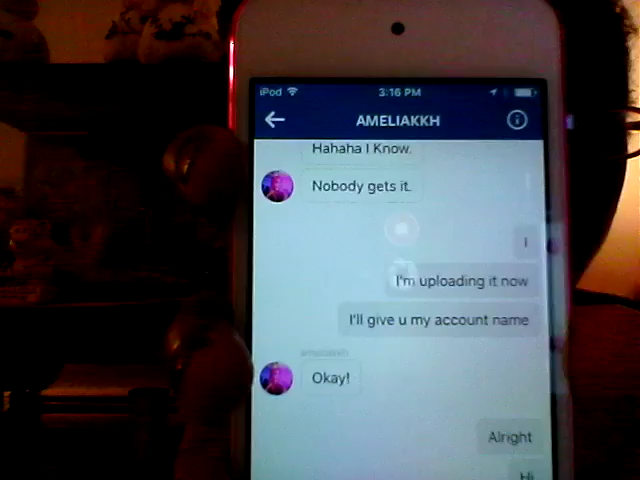 iPod 3:16 PM
AMELIAKKH
Hahaha I Know.
Nobody gets it.
I
I'm uploading it now
I'll give u my account name
ameliakkh
Okay!
Alright
Hi